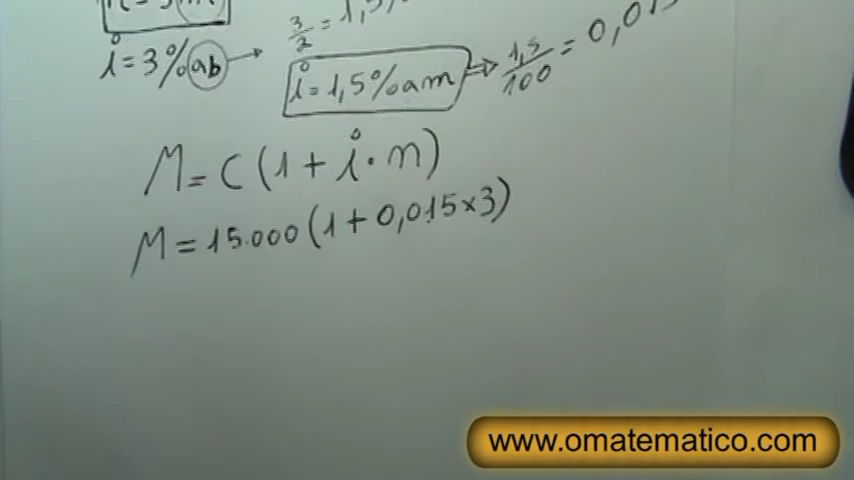 3/2 = 1,5%
i = 3% ab → i = 1,5% am ⇒ 1,5/100 = 0,015
M = C (1 + i · n)
M = 15.000 (1 + 0,015 x 3)
www.omatematico.com